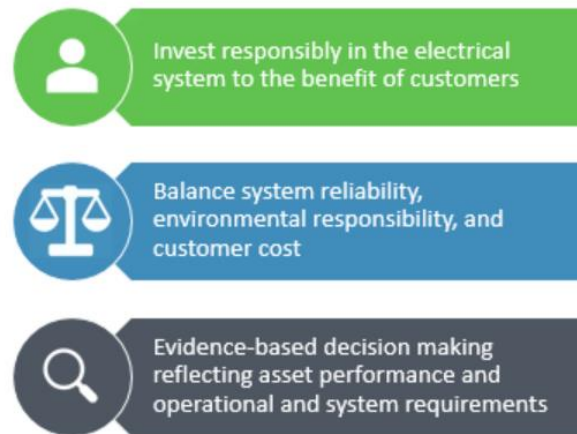 Invest responsibly in the electrical
system to the benefit of customers
Balance system reliability,
environmental responsibility, and
customer cost
Evidence-based decision making
reflecting asset performance and
operational and system requirements